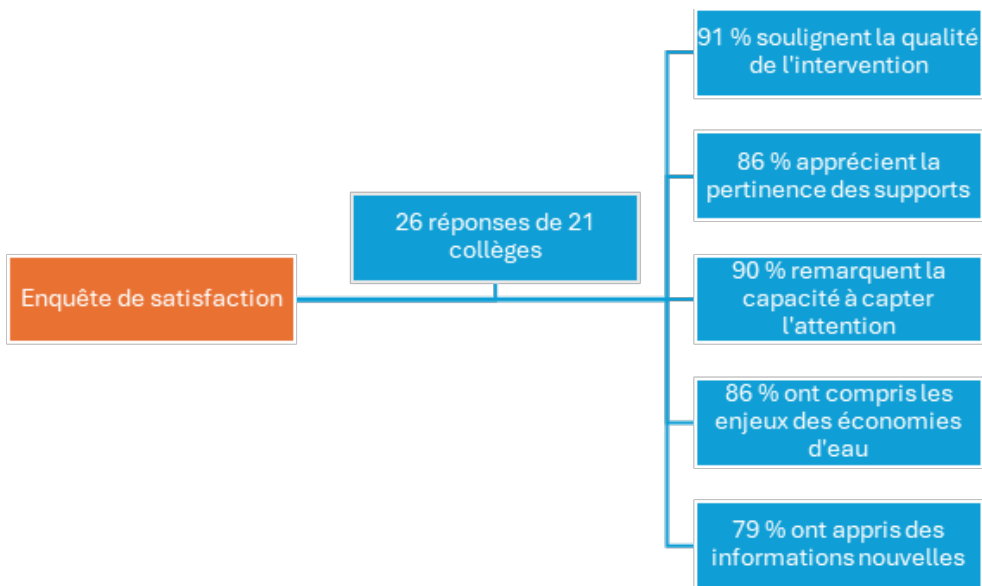 Enquête de satisfaction
26 réponses de 21
collèges
91 % soulignent la qualité
de l'intervention
86 % apprécient la
pertinence des supports
90 % remarquent la
capacité à capter
l'attention
86 % ont compris les
enjeux des économies
d'eau
79 % ont appris des
informations nouvelles